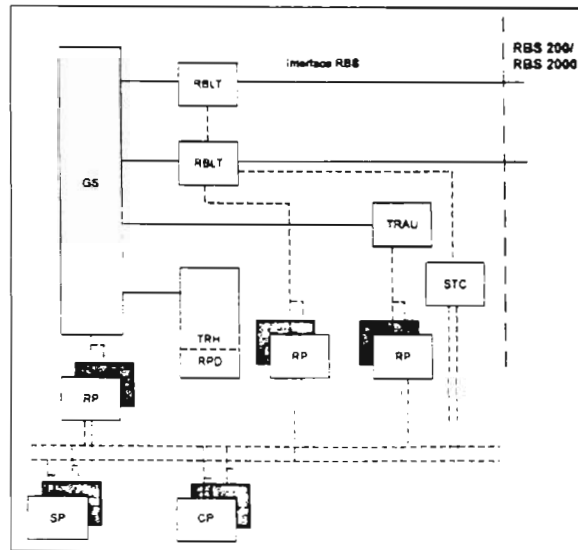 RBS 200/
RBS 2000
interface RBS
RBLT
RBLT
GS
TRAU
STC
TRH
RPD
RP
RP
RP
SP
CP